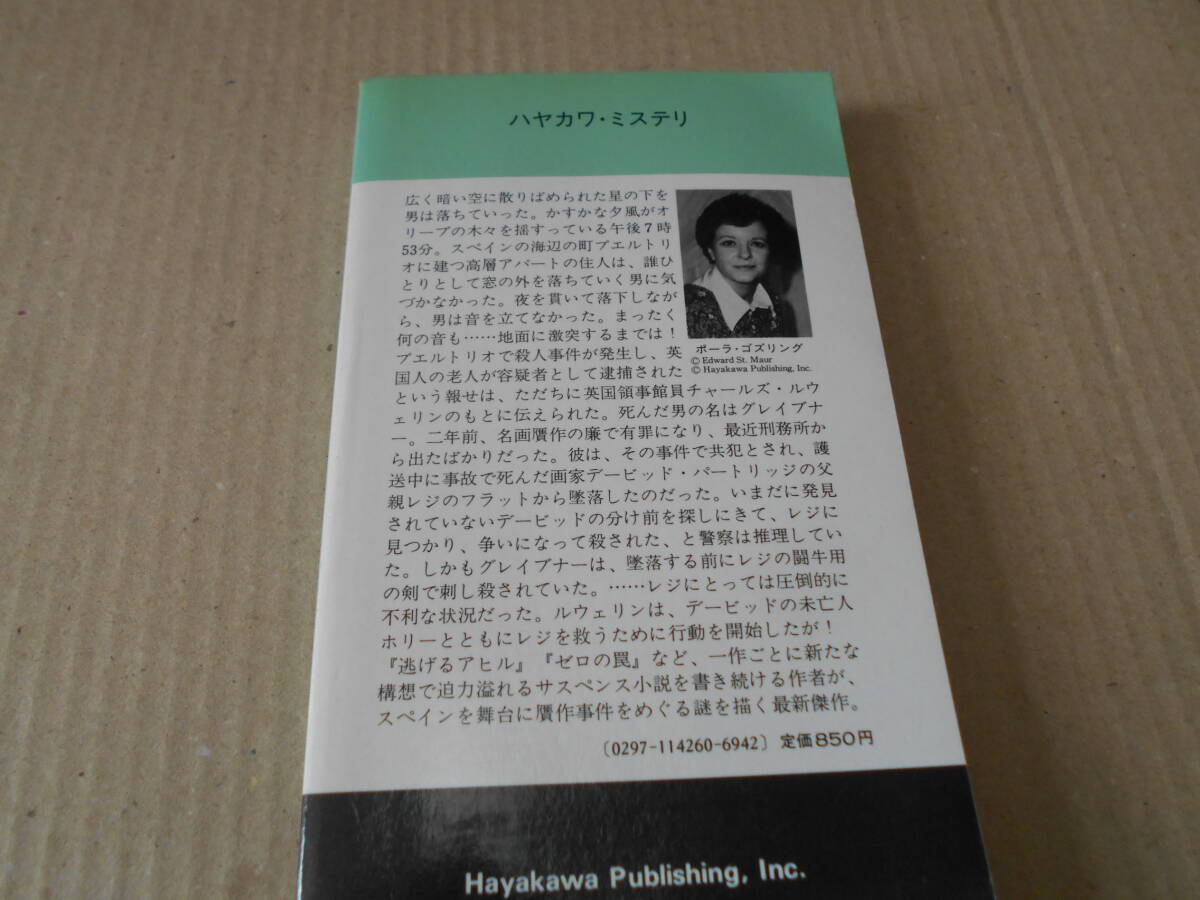 ハヤカワ・ミステリ
広く暗い空に散りばめられた星の下を
男は落ちていった。かすかな夕風がオ
リーブの木々を揺すっている午後7時
53分。スペインの海辺の町プエルトリ
オに建つ高層アパートの住人は、誰ひ
とりとして窓の外を落ちていく男に気
づかなかった。夜を貫いて落下しなが
ら、男は音を立てなかった。まったく
何の音も……地面に激突するまでは！
プエルトリオで殺人事件が発生し、英
国人の老人が容疑者として逮捕された
という報せは、ただちに英国領事館員チャールズ・ルウ
ェリンのもとに伝えられた。死んだ男の名はグレイブナ
ー。二年前、名画贋作の廉で有罪になり、最近刑務所か
ら出たばかりだった。彼は、その事件で共犯とされ、護
送中に事故で死んだ画家デービッド・パートリッジの父
親レジのフラットから墜落したのだった。いまだに発見
されていないデービッドの分け前を探しにきて、レジに
見つかり、争いになって殺された、と警察は推理してい
た。しかもグレイブナーは、墜落する前にレジの闘牛用
の剣で刺し殺されていた。……レジにとっては圧倒的に
不利な状況だった。ルウェリンは、デービッドの未亡人
ホリーとともにレジを救うために行動を開始したが！
『逃げるアヒル』『ゼロの罠』など、一作ごとに新たな
構想で迫力溢れるサスペンス小説を書き続ける作者が、
スペインを舞台に贋作事件をめぐる謎を描く最新傑作。
ポーラ・ゴズリング
© Edward St. Maur
© Hayakawa Publishing, Inc.
〔0297-114260-6942〕 定価850円
Hayakawa Publishing, Inc.